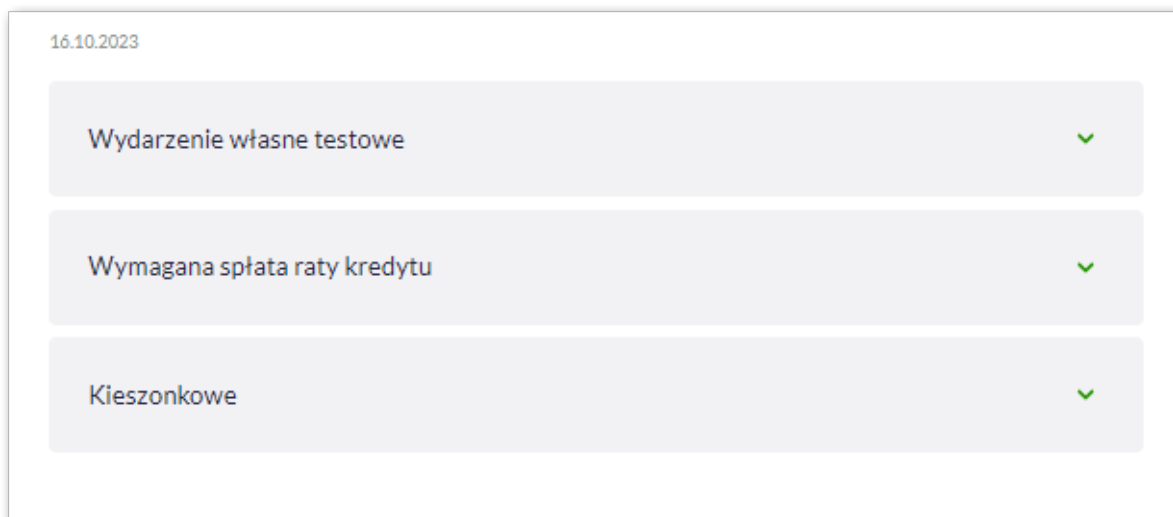 16.10.2023
Wydarzenie własne testowe
Wymagana spłata raty kredytu
Kieszonkowe